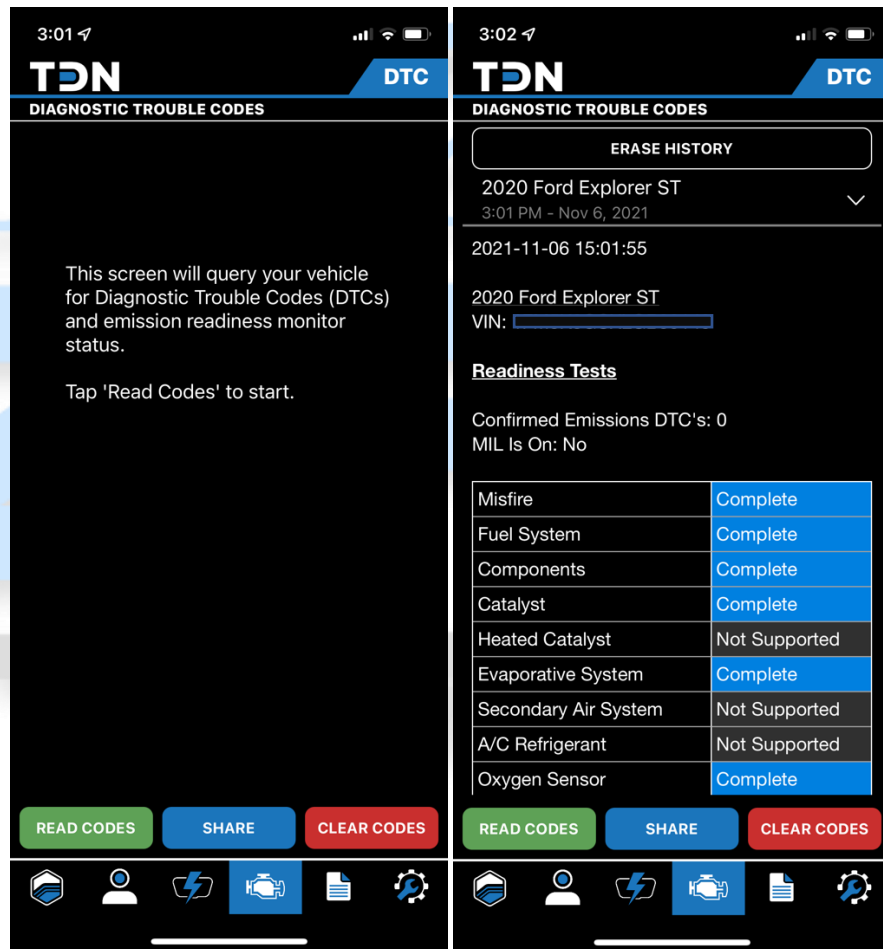 3:01
TDN
DTC
DIAGNOSTIC TROUBLE CODES
This screen will query your vehicle
for Diagnostic Trouble Codes (DTCs)
and emission readiness monitor
status.
Tap 'Read Codes' to start.
READ CODES
SHARE
CLEAR CODES
3:02
TDN
DTC
DIAGNOSTIC TROUBLE CODES
ERASE HISTORY
2020 Ford Explorer ST
3:01 PM - Nov 6, 2021
2021-11-06 15:01:55
2020 Ford Explorer ST
VIN:
Readiness Tests
Confirmed Emissions DTC's: 0
MIL Is On: No
Misfire Complete
Fuel System Complete
Components Complete
Catalyst Complete
Heated Catalyst Not Supported
Evaporative System Complete
Secondary Air System Not Supported
A/C Refrigerant Not Supported
Oxygen Sensor Complete
READ CODES
SHARE
CLEAR CODES